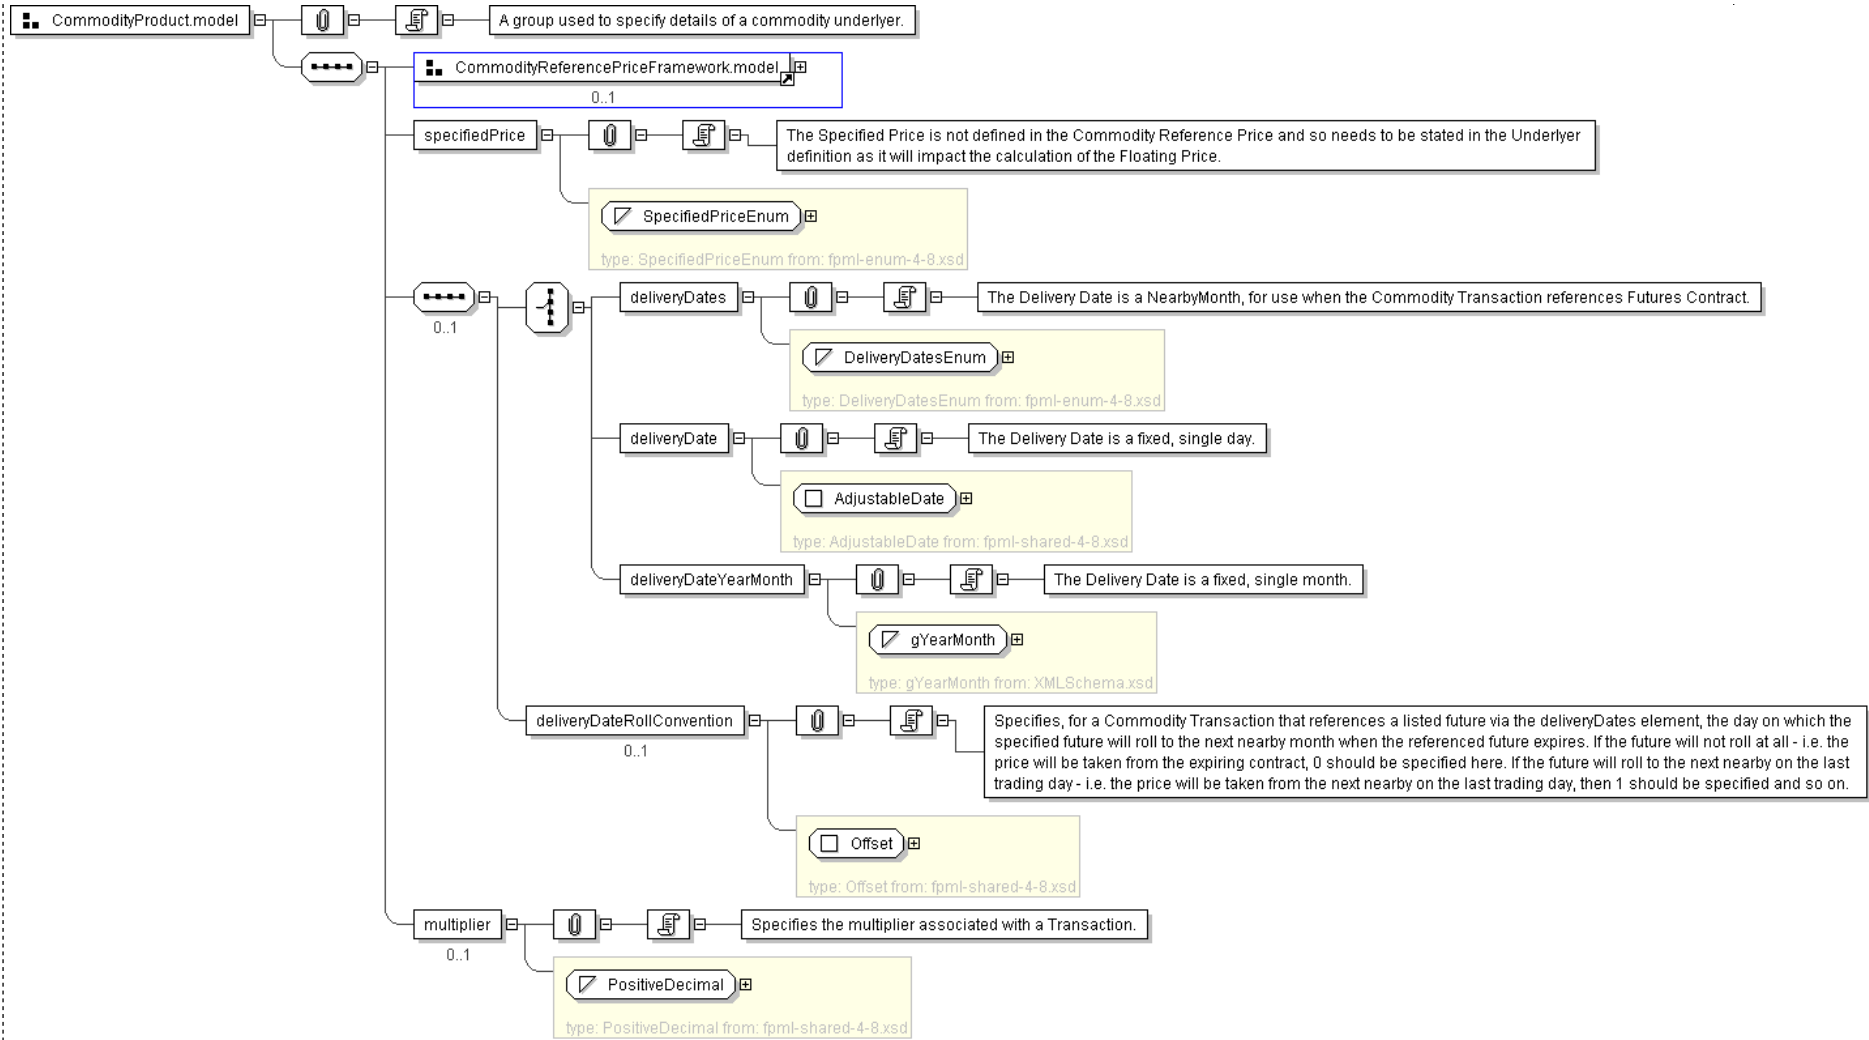 CommodityProduct.model
A group used to specify details of a commodity underlyer.
CommodityReferencePriceFramework.model
0..1
specifiedPrice
The Specified Price is not defined in the Commodity Reference Price and so needs to be stated in the Underlyer
definition as it will impact the calculation of the Floating Price.
SpecifiedPriceEnum
type: SpecifiedPriceEnum from: fpml-enum-4-8.xsd
0..1
deliveryDates
The Delivery Date is a NearbyMonth, for use when the Commodity Transaction references Futures Contract.
DeliveryDatesEnum
type: DeliveryDatesEnum from: fpml-enum-4-8.xsd
deliveryDate
The Delivery Date is a fixed, single day.
AdjustableDate
type: AdjustableDate from: fpml-shared-4-8.xsd
deliveryDateYearMonth
The Delivery Date is a fixed, single month.
gYearMonth
type: gYearMonth from: XMLSchema.xsd
deliveryDateRollConvention
0..1
Specifies, for a Commodity Transaction that references a listed future via the deliveryDates element, the day on which the
specified future will roll to the next nearby month when the referenced future expires. If the future will not roll at all - i.e. the
price will be taken from the expiring contract, 0 should be specified here. If the future will roll to the next nearby on the last
trading day - i.e. the price will be taken from the next nearby on the last trading day, then 1 should be specified and so on.
Offset
type: Offset from: fpml-shared-4-8.xsd
multiplier
0..1
Specifies the multiplier associated with a Transaction.
PositiveDecimal
type: PositiveDecimal from: fpml-shared-4-8.xsd